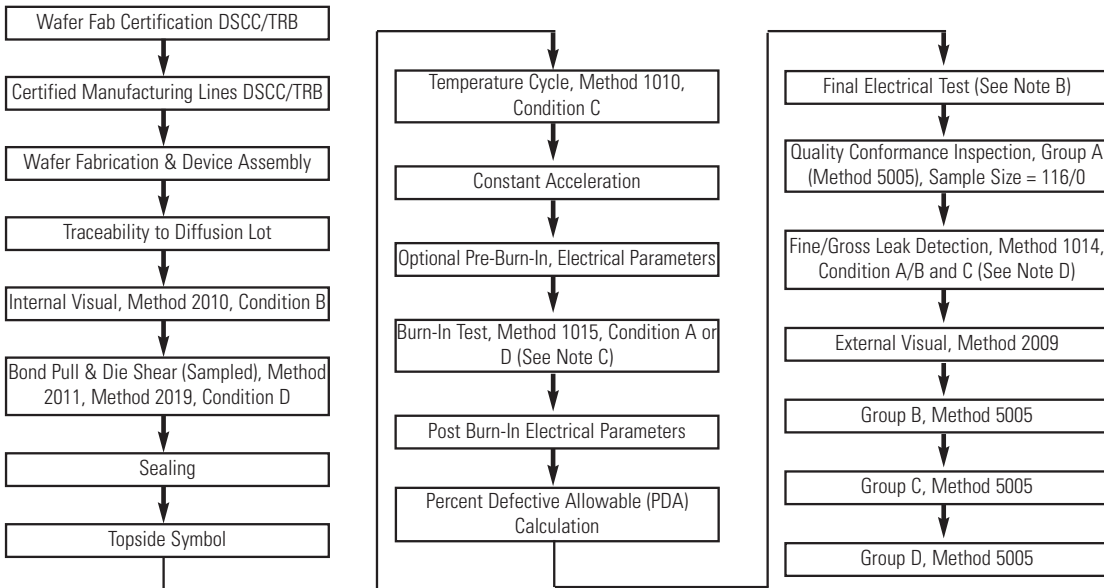 Wafer Fab Certification DSCC/TRB
Certified Manufacturing Lines DSCC/TRB
Wafer Fabrication & Device Assembly
Traceability to Diffusion Lot
Internal Visual, Method 2010, Condition B
Bond Pull & Die Shear (Sampled), Method
2011, Method 2019, Condition D
Sealing
Topside Symbol
Temperature Cycle, Method 1010,
Condition C
Constant Acceleration
Optional Pre-Burn-In, Electrical Parameters
Burn-In Test, Method 1015, Condition A or
D (See Note C)
Post Burn-In Electrical Parameters
Percent Defective Allowable (PDA)
Calculation
Final Electrical Test (See Note B)
Quality Conformance Inspection, Group A
(Method 5005), Sample Size = 116/0
Fine/Gross Leak Detection, Method 1014,
Condition A/B and C (See Note D)
External Visual, Method 2009
Group B, Method 5005
Group C, Method 5005
Group D, Method 5005